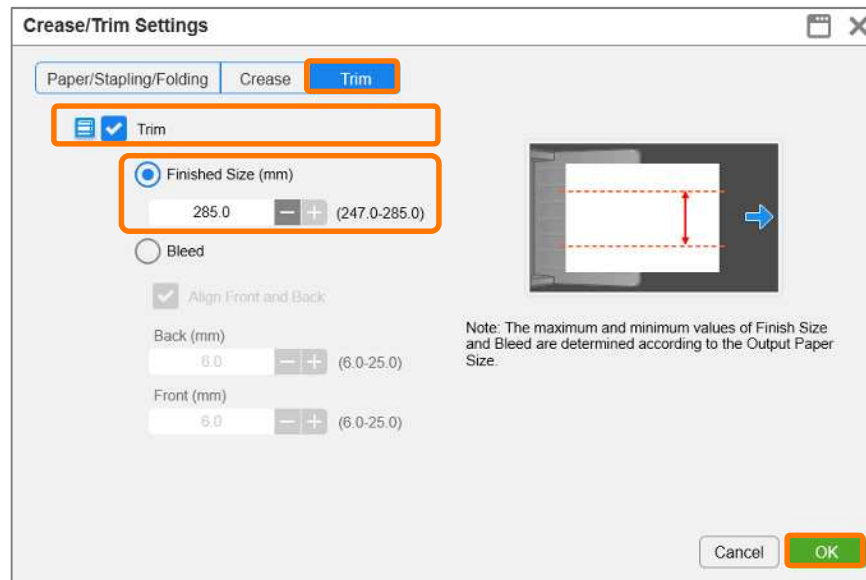 Crease/Trim Settings
Paper/Stapling/Folding Crease Trim
Trim
Finished Size (mm)
285.0 (247.0-285.0)
Bleed
Align Front and Back
Back (mm)
6.0 (6.0-25.0)
Front (mm)
6.0 (6.0-25.0)
Note: The maximum and minimum values of Finish Size
and Bleed are determined according to the Output Paper
Size.
Cancel OK